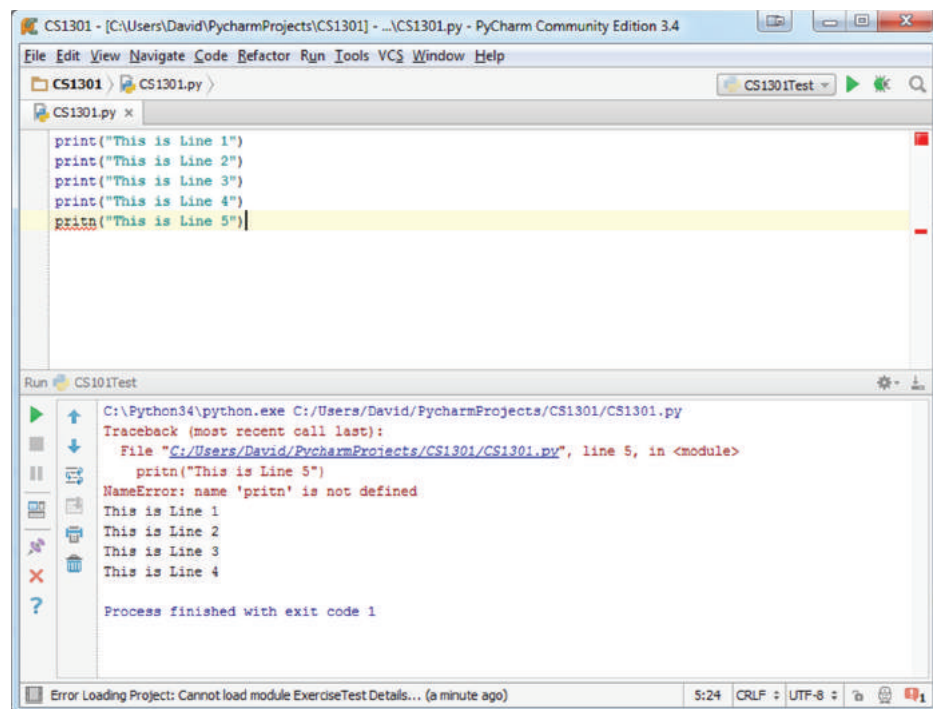 CS1301 - [C:\Users\David\PycharmProjects\CS1301] - ...\CS1301.py - PyCharm Community Edition 3.4
File Edit View Navigate Code Refactor Run Tools VCS Window Help
CS1301 CS1301.py CS1301Test
CS1301.py ×
print("This is Line 1")
print("This is Line 2")
print("This is Line 3")
print("This is Line 4")
pritn("This is Line 5")
Run CS101Test
C:\Python34\python.exe C:/Users/David/PycharmProjects/CS1301/CS1301.py
Traceback (most recent call last):
File "C:/Users/David/PycharmProjects/CS1301/CS1301.py", line 5, in <module>
pritn("This is Line 5")
NameError: name 'pritn' is not defined
This is Line 1
This is Line 2
This is Line 3
This is Line 4
Process finished with exit code 1
Error Loading Project: Cannot load module ExerciseTest Details... (a minute ago) 5:24 CRLF UTF-8 1